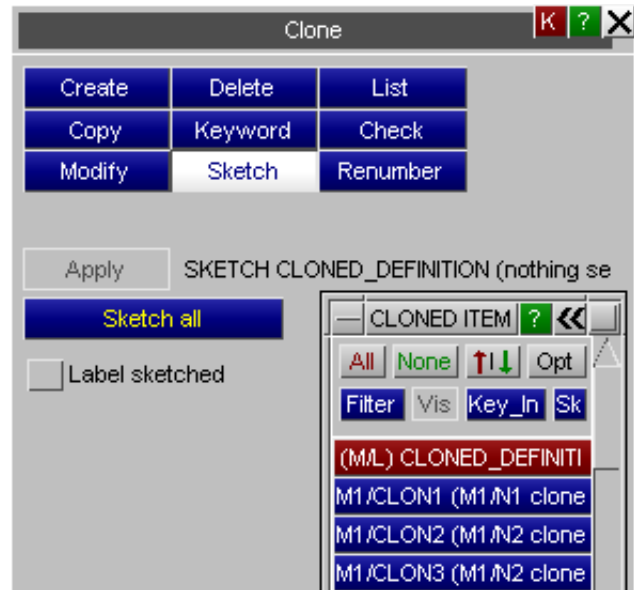 Clone K ? X
Create Delete List
Copy Keyword Check
Modify Sketch Renumber
Apply SKETCH CLONED_DEFINITION (nothing se
Sketch all
CLONED ITEM ?
Label sketched
All None Opt
Filter Vis Key_In Sk
(M/L) CLONED_DEFINITI
M1/CLON1 (M1/N1 clone
M1/CLON2 (M1/N2 clone
M1/CLON3 (M1/N2 clone